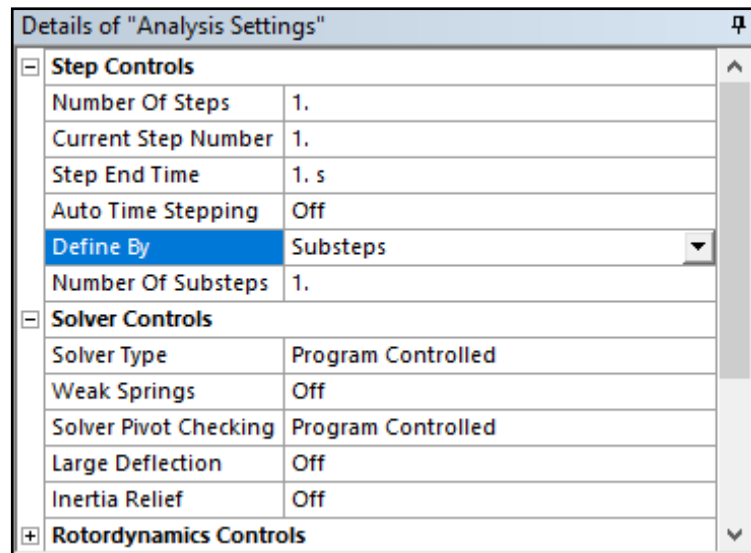 Details of "Analysis Settings"
Step Controls
Number Of Steps 1.
Current Step Number 1.
Step End Time 1. s
Auto Time Stepping Off
Define By Substeps
Number Of Substeps 1.
Solver Controls
Solver Type Program Controlled
Weak Springs Off
Solver Pivot Checking Program Controlled
Large Deflection Off
Inertia Relief Off
Rotordynamics Controls